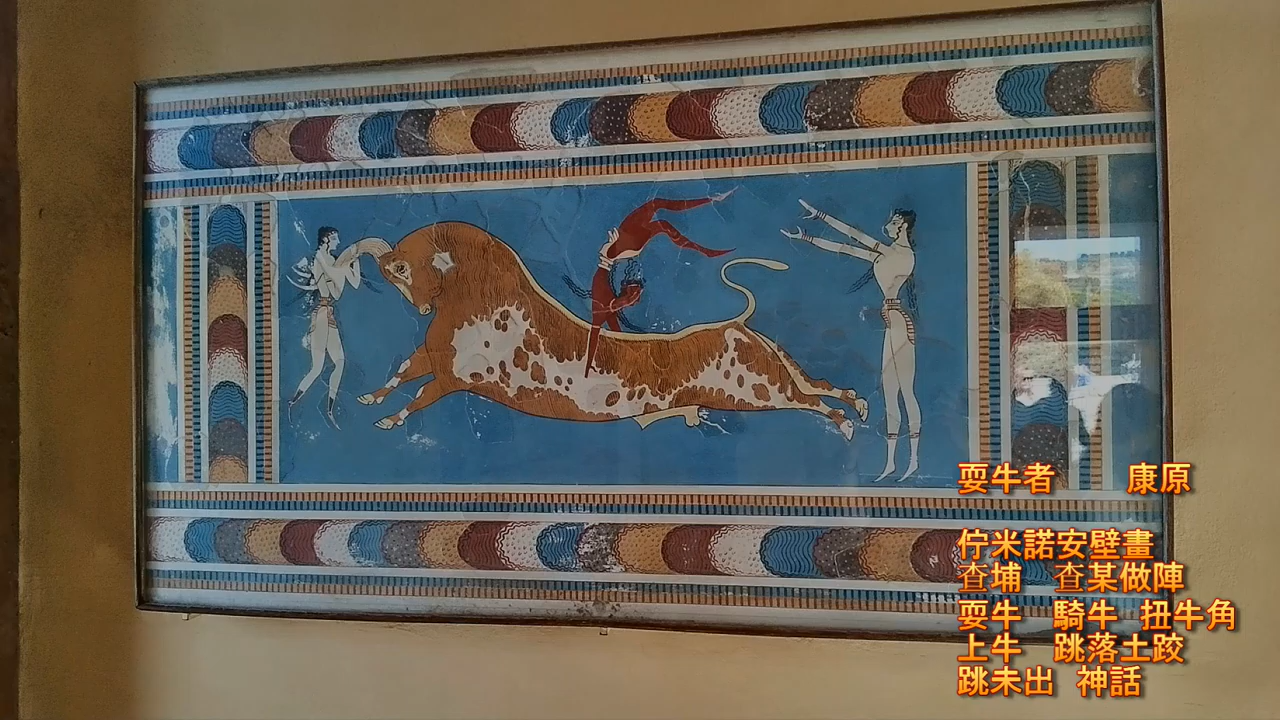 耍牛者 康原
佇米諾安壁畫
查埔 查某做陣
耍牛 騎牛 扭牛角
上牛 跳落土跤
跳未出 神話